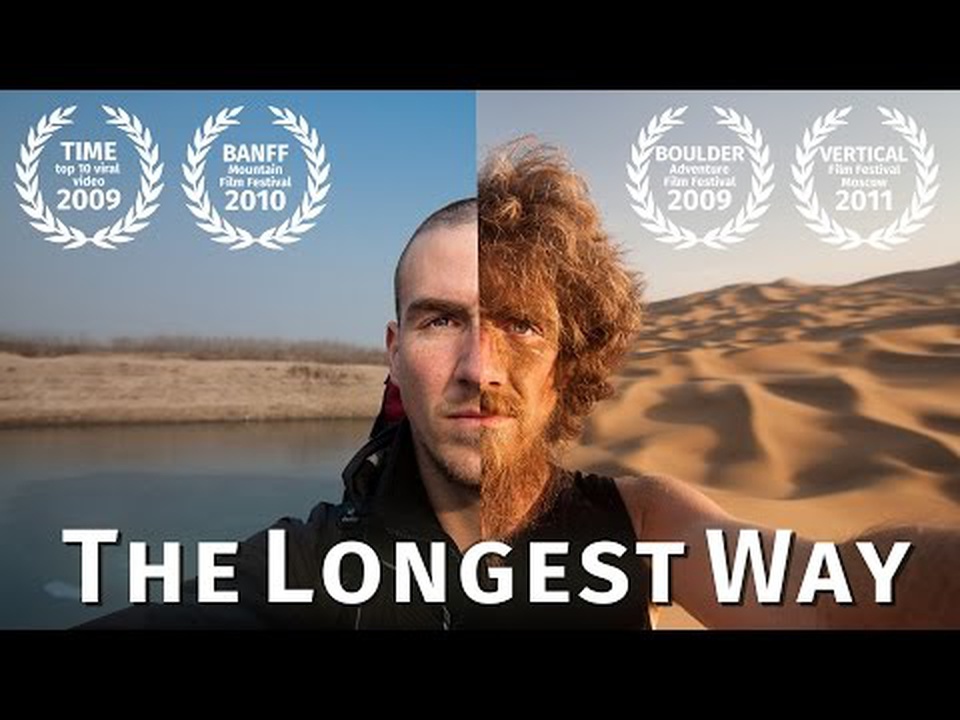 TIME
top 10 viral
video
2009
BANFF
Mountain
Film Festival
2010
BOULDER
Adventure
Film Festival
2009
VERTICAL
Film Festival
Moscow
2011
THE LONGEST WAY